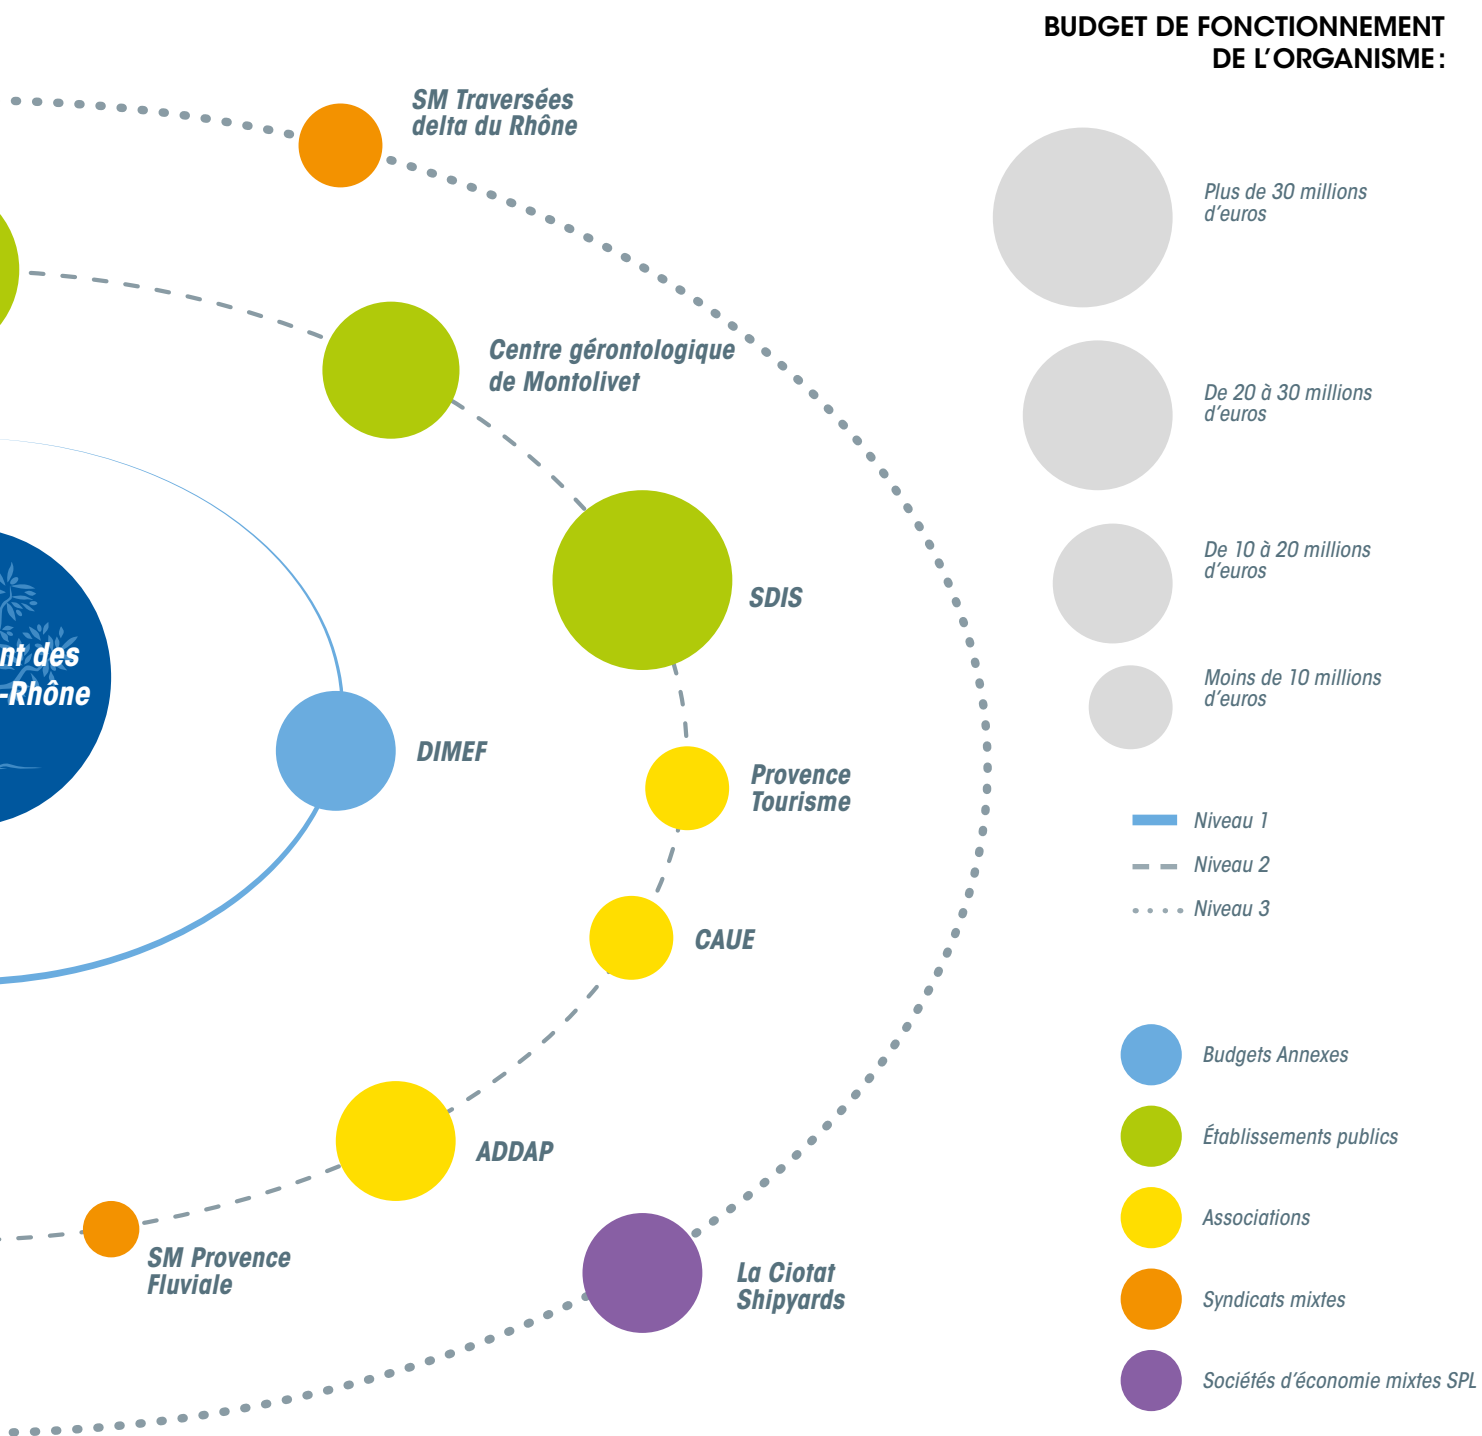 BUDGET DE FONCTIONNEMENT
DE L'ORGANISME :
SM Traversées
delta du Rhône
Centre gérontologique
de Montolivet
SDIS
nt des
-Rhône
DIMEF
Provence
Tourisme
CAUE
ADDAP
SM Provence
Fluviale
La Ciotat
Shipyards
Plus de 30 millions
d'euros
De 20 à 30 millions
d'euros
De 10 à 20 millions
d'euros
Moins de 10 millions
d'euros
Niveau 1
Niveau 2
Niveau 3
Budgets Annexes
Établissements publics
Associations
Syndicats mixtes
Sociétés d'économie mixtes SPL